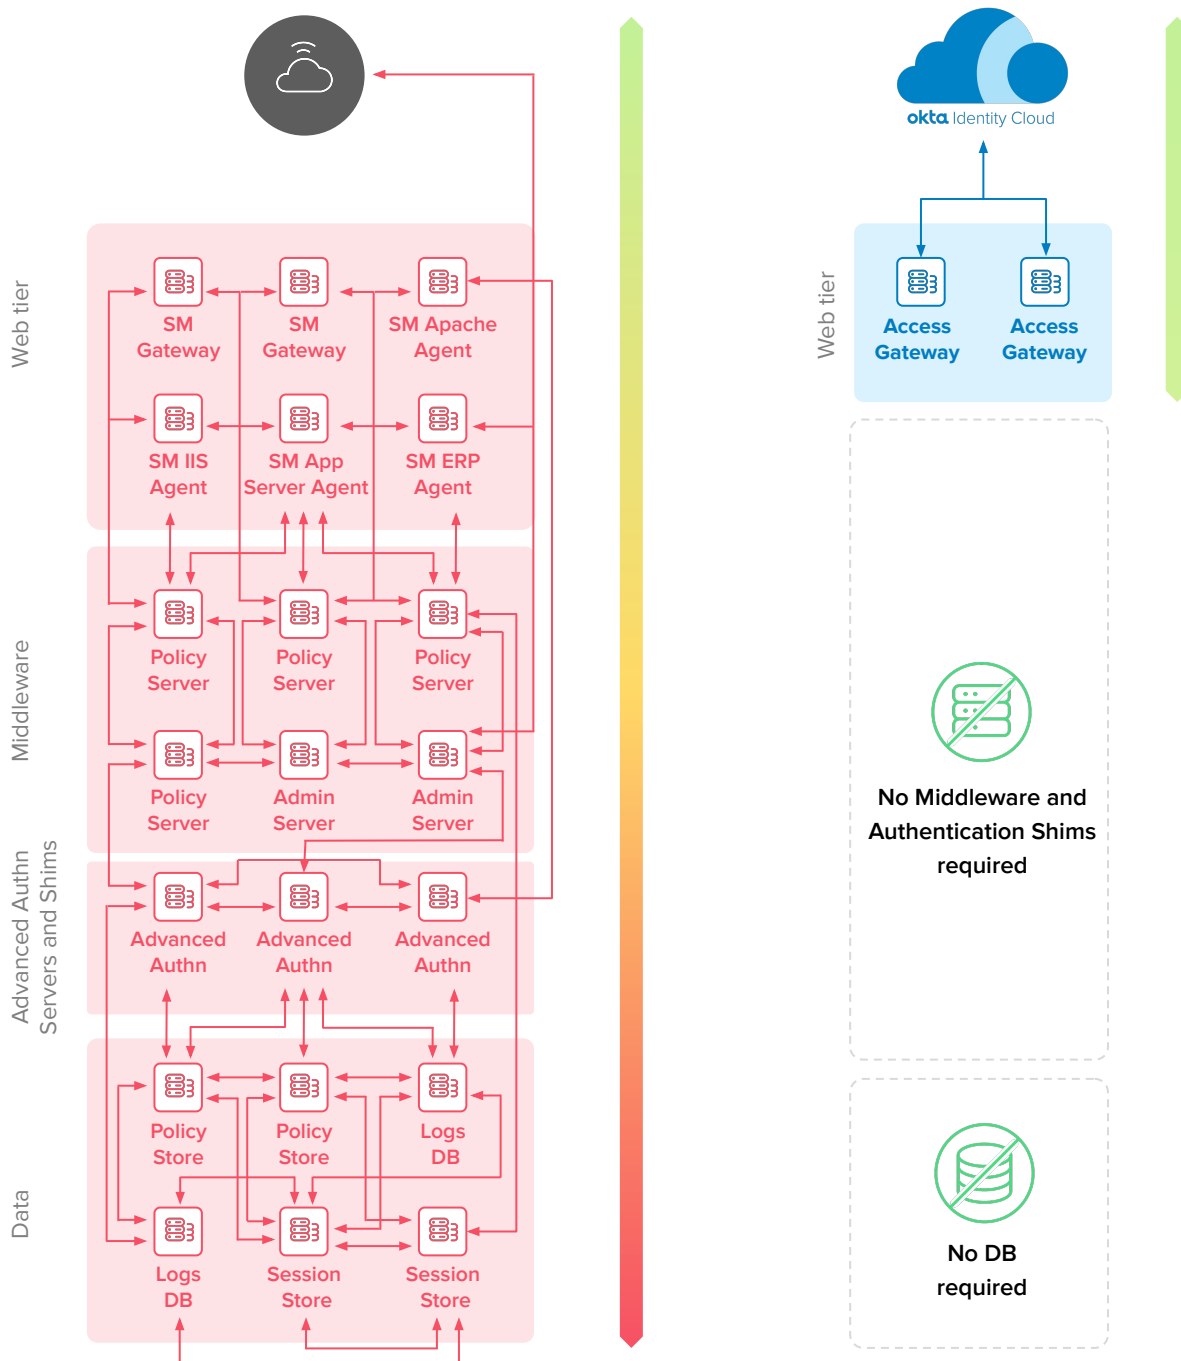 okta Identity Cloud
Web tier
SM
Gateway
SM
Gateway
SM Apache
Agent
SM IIS
Agent
SM App
Server Agent
SM ERP
Agent
Middleware
Policy
Server
Policy
Server
Policy
Server
Policy
Server
Admin
Server
Admin
Server
Advanced Authn
Servers and Shims
Advanced
Authn
Advanced
Authn
Advanced
Authn
Data
Policy
Store
Policy
Store
Logs
DB
Logs
DB
Session
Store
Session
Store
Web tier
Access
Gateway
Access
Gateway
No Middleware and
Authentication Shims
required
No DB
required